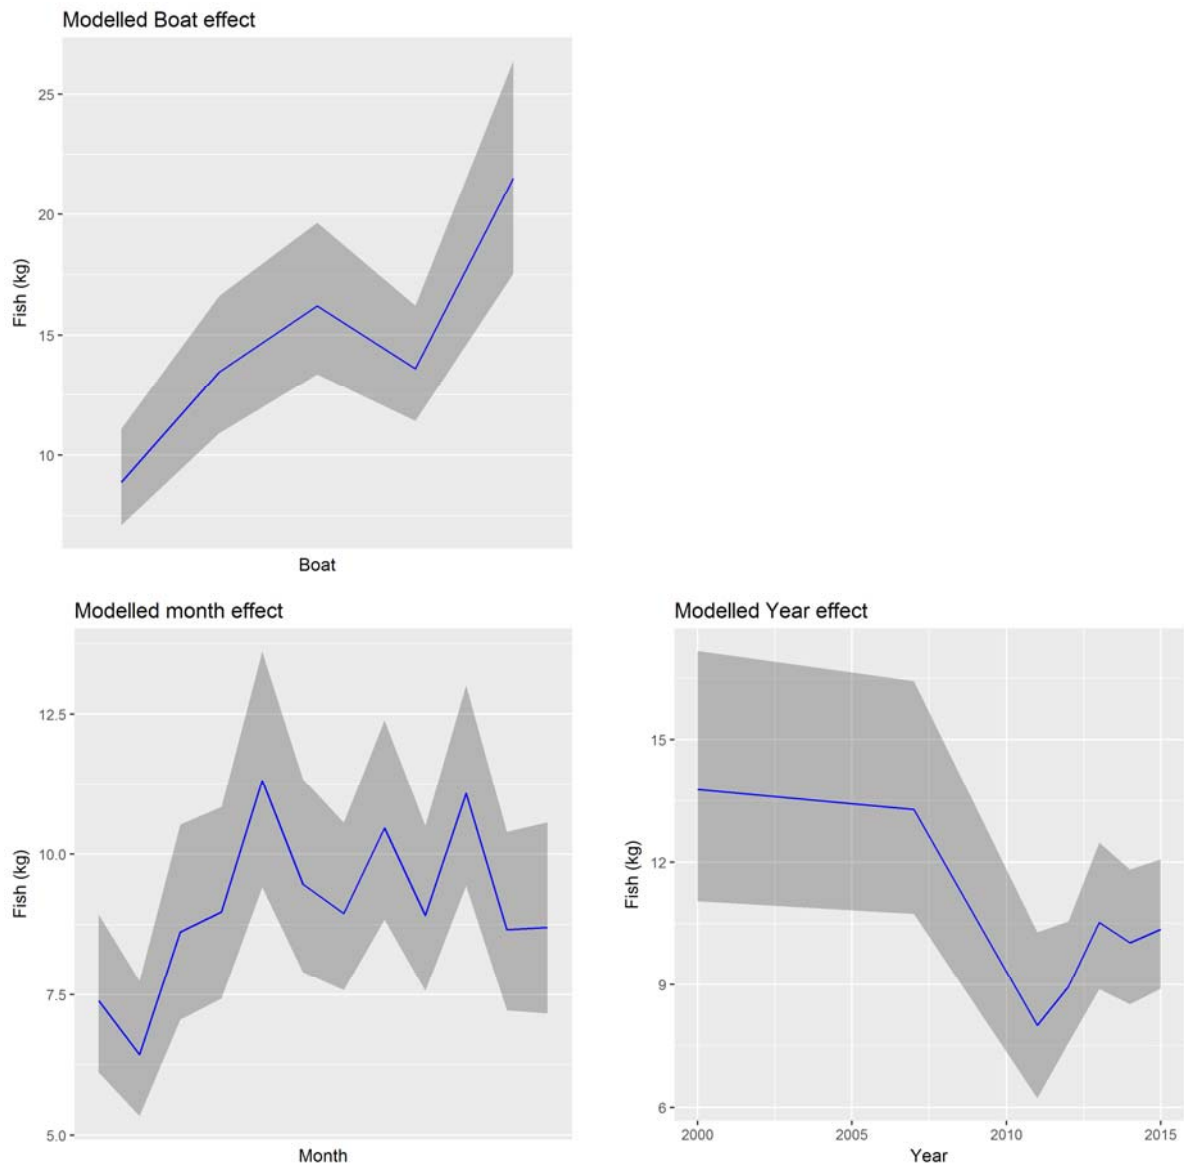 Modelled Boat effect
25
20
15
10
Fish (kg)
Boat
Modelled month effect
12.5
10.0
7.5
5.0
Fish (kg)
Month
Modelled Year effect
15
12
9
6
Fish (kg)
2000 2005 2010 2015
Year